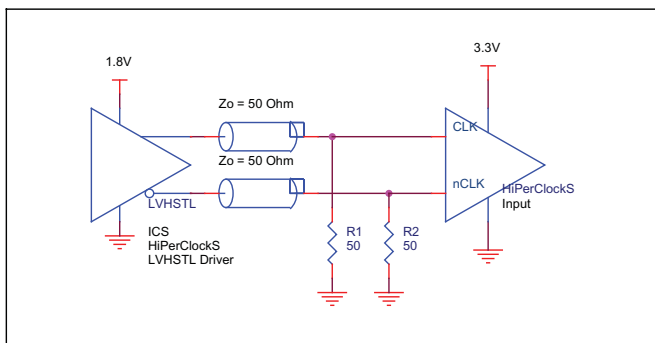 1.8V
3.3V
Zo = 50 Ohm
CLK
Zo = 50 Ohm
nCLK
HiPerClockS
Input
LVHSTL
ICS
HiPerClockS
LVHSTL Driver
R1
50
R2
50